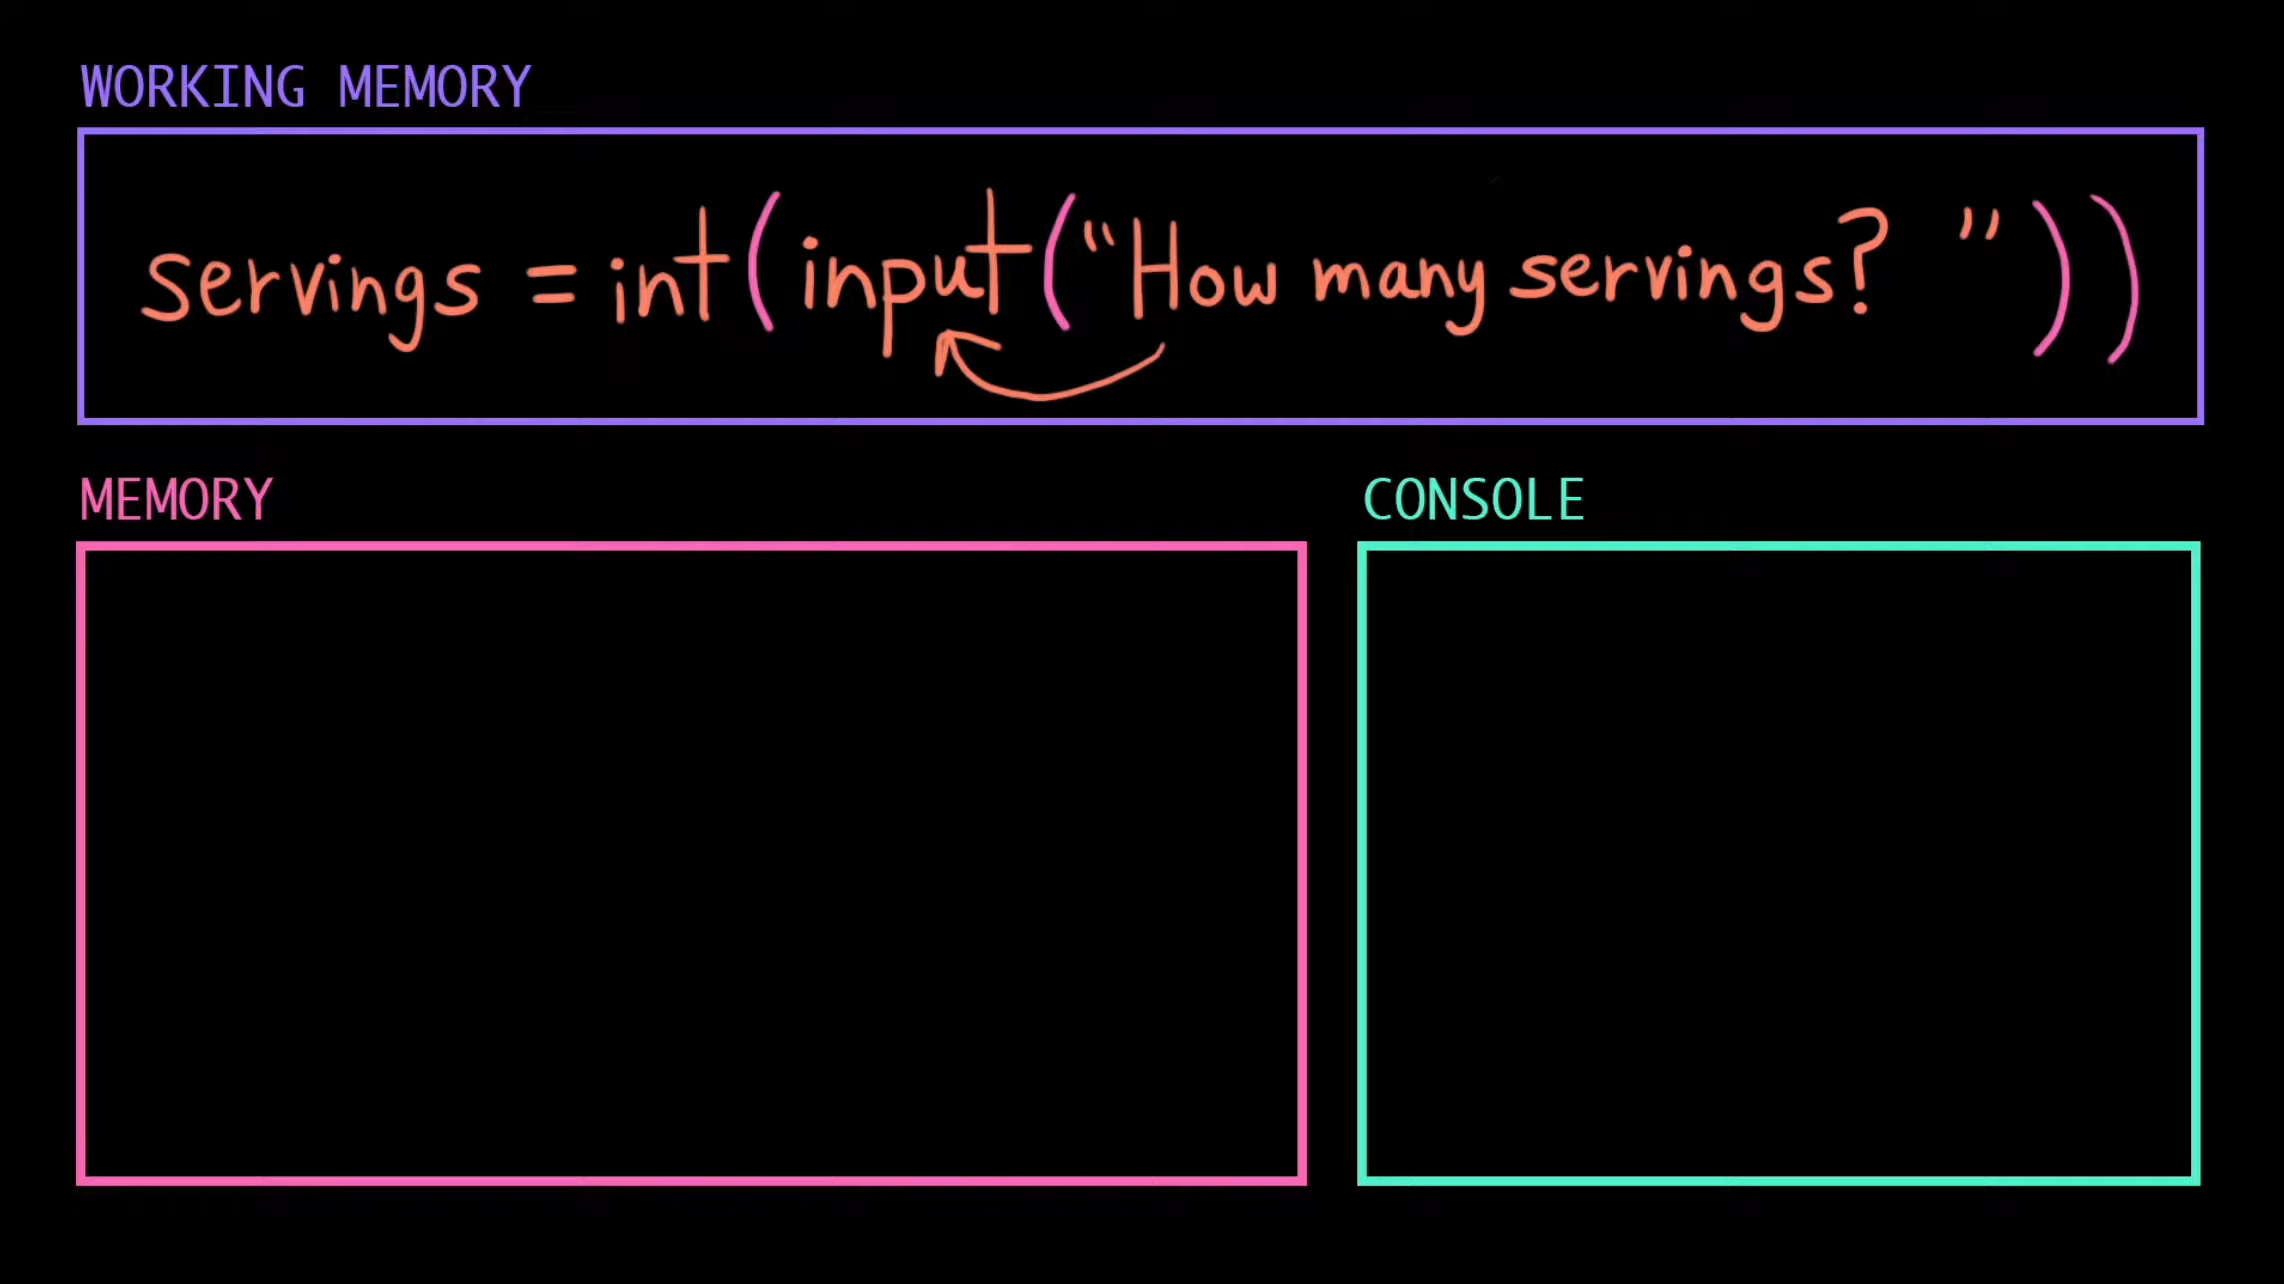 WORKING MEMORY
servings = int(input("How many servings? "))
MEMORY
CONSOLE